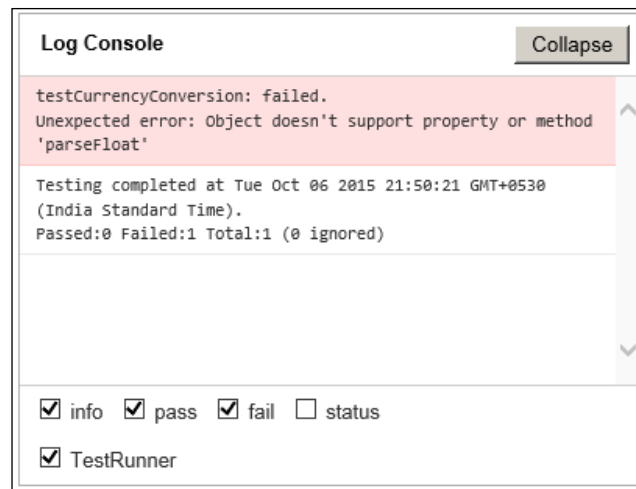 Log Console
Collapse
testCurrencyConversion: failed.
Unexpected error: Object doesn't support property or method
'parseFloat'
Testing completed at Tue Oct 06 2015 21:50:21 GMT+0530
(India Standard Time).
Passed:0 Failed:1 Total:1 (0 ignored)
info pass fail status
TestRunner